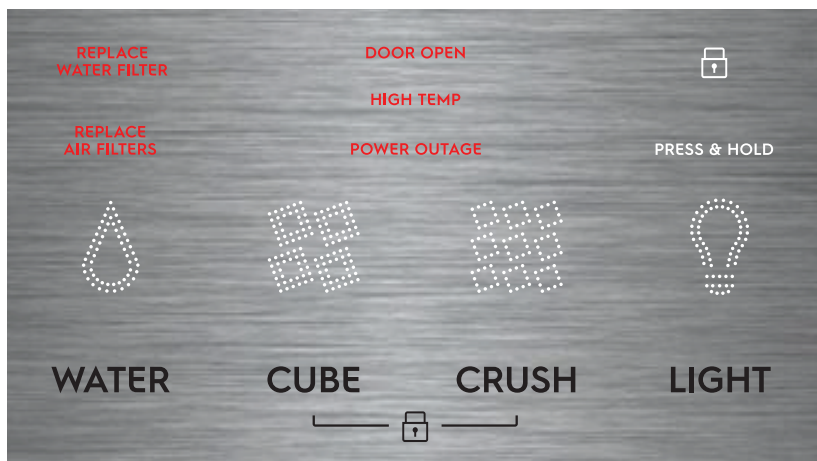 REPLACE
WATER FILTER
DOOR OPEN
HIGH TEMP
REPLACE
AIR FILTERS
POWER OUTAGE
PRESS & HOLD
WATER
CUBE
CRUSH
LIGHT